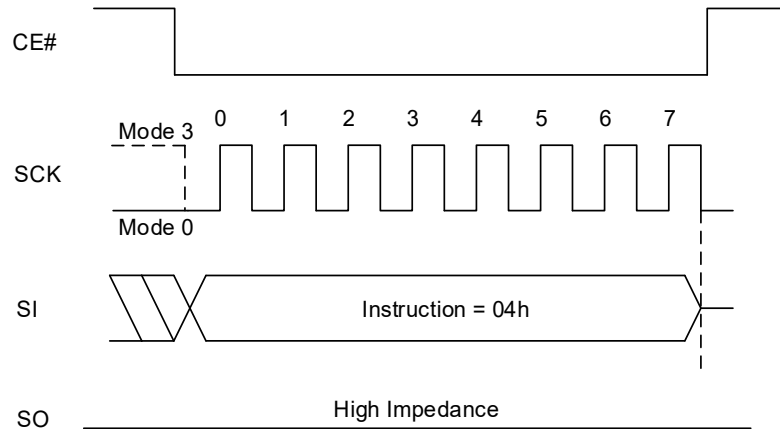 CE#
0 1 2 3 4 5 6 7
Mode 3
SCK
Mode 0
SI
Instruction = 04h
High Impedance
SO